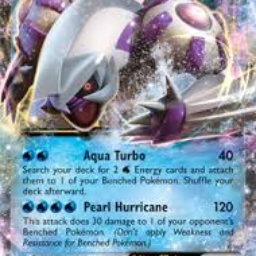 Aqua Turbo 40
Search your deck for 2 Energy cards and attach
them to 1 of your Benched Pokémon. Shuffle your
deck afterward.
Pearl Hurricane 120
This attack does 30 damage to 1 of your opponent's
Benched Pokémon. (Don't apply Weakness and
Resistance for Benched Pokémon.)